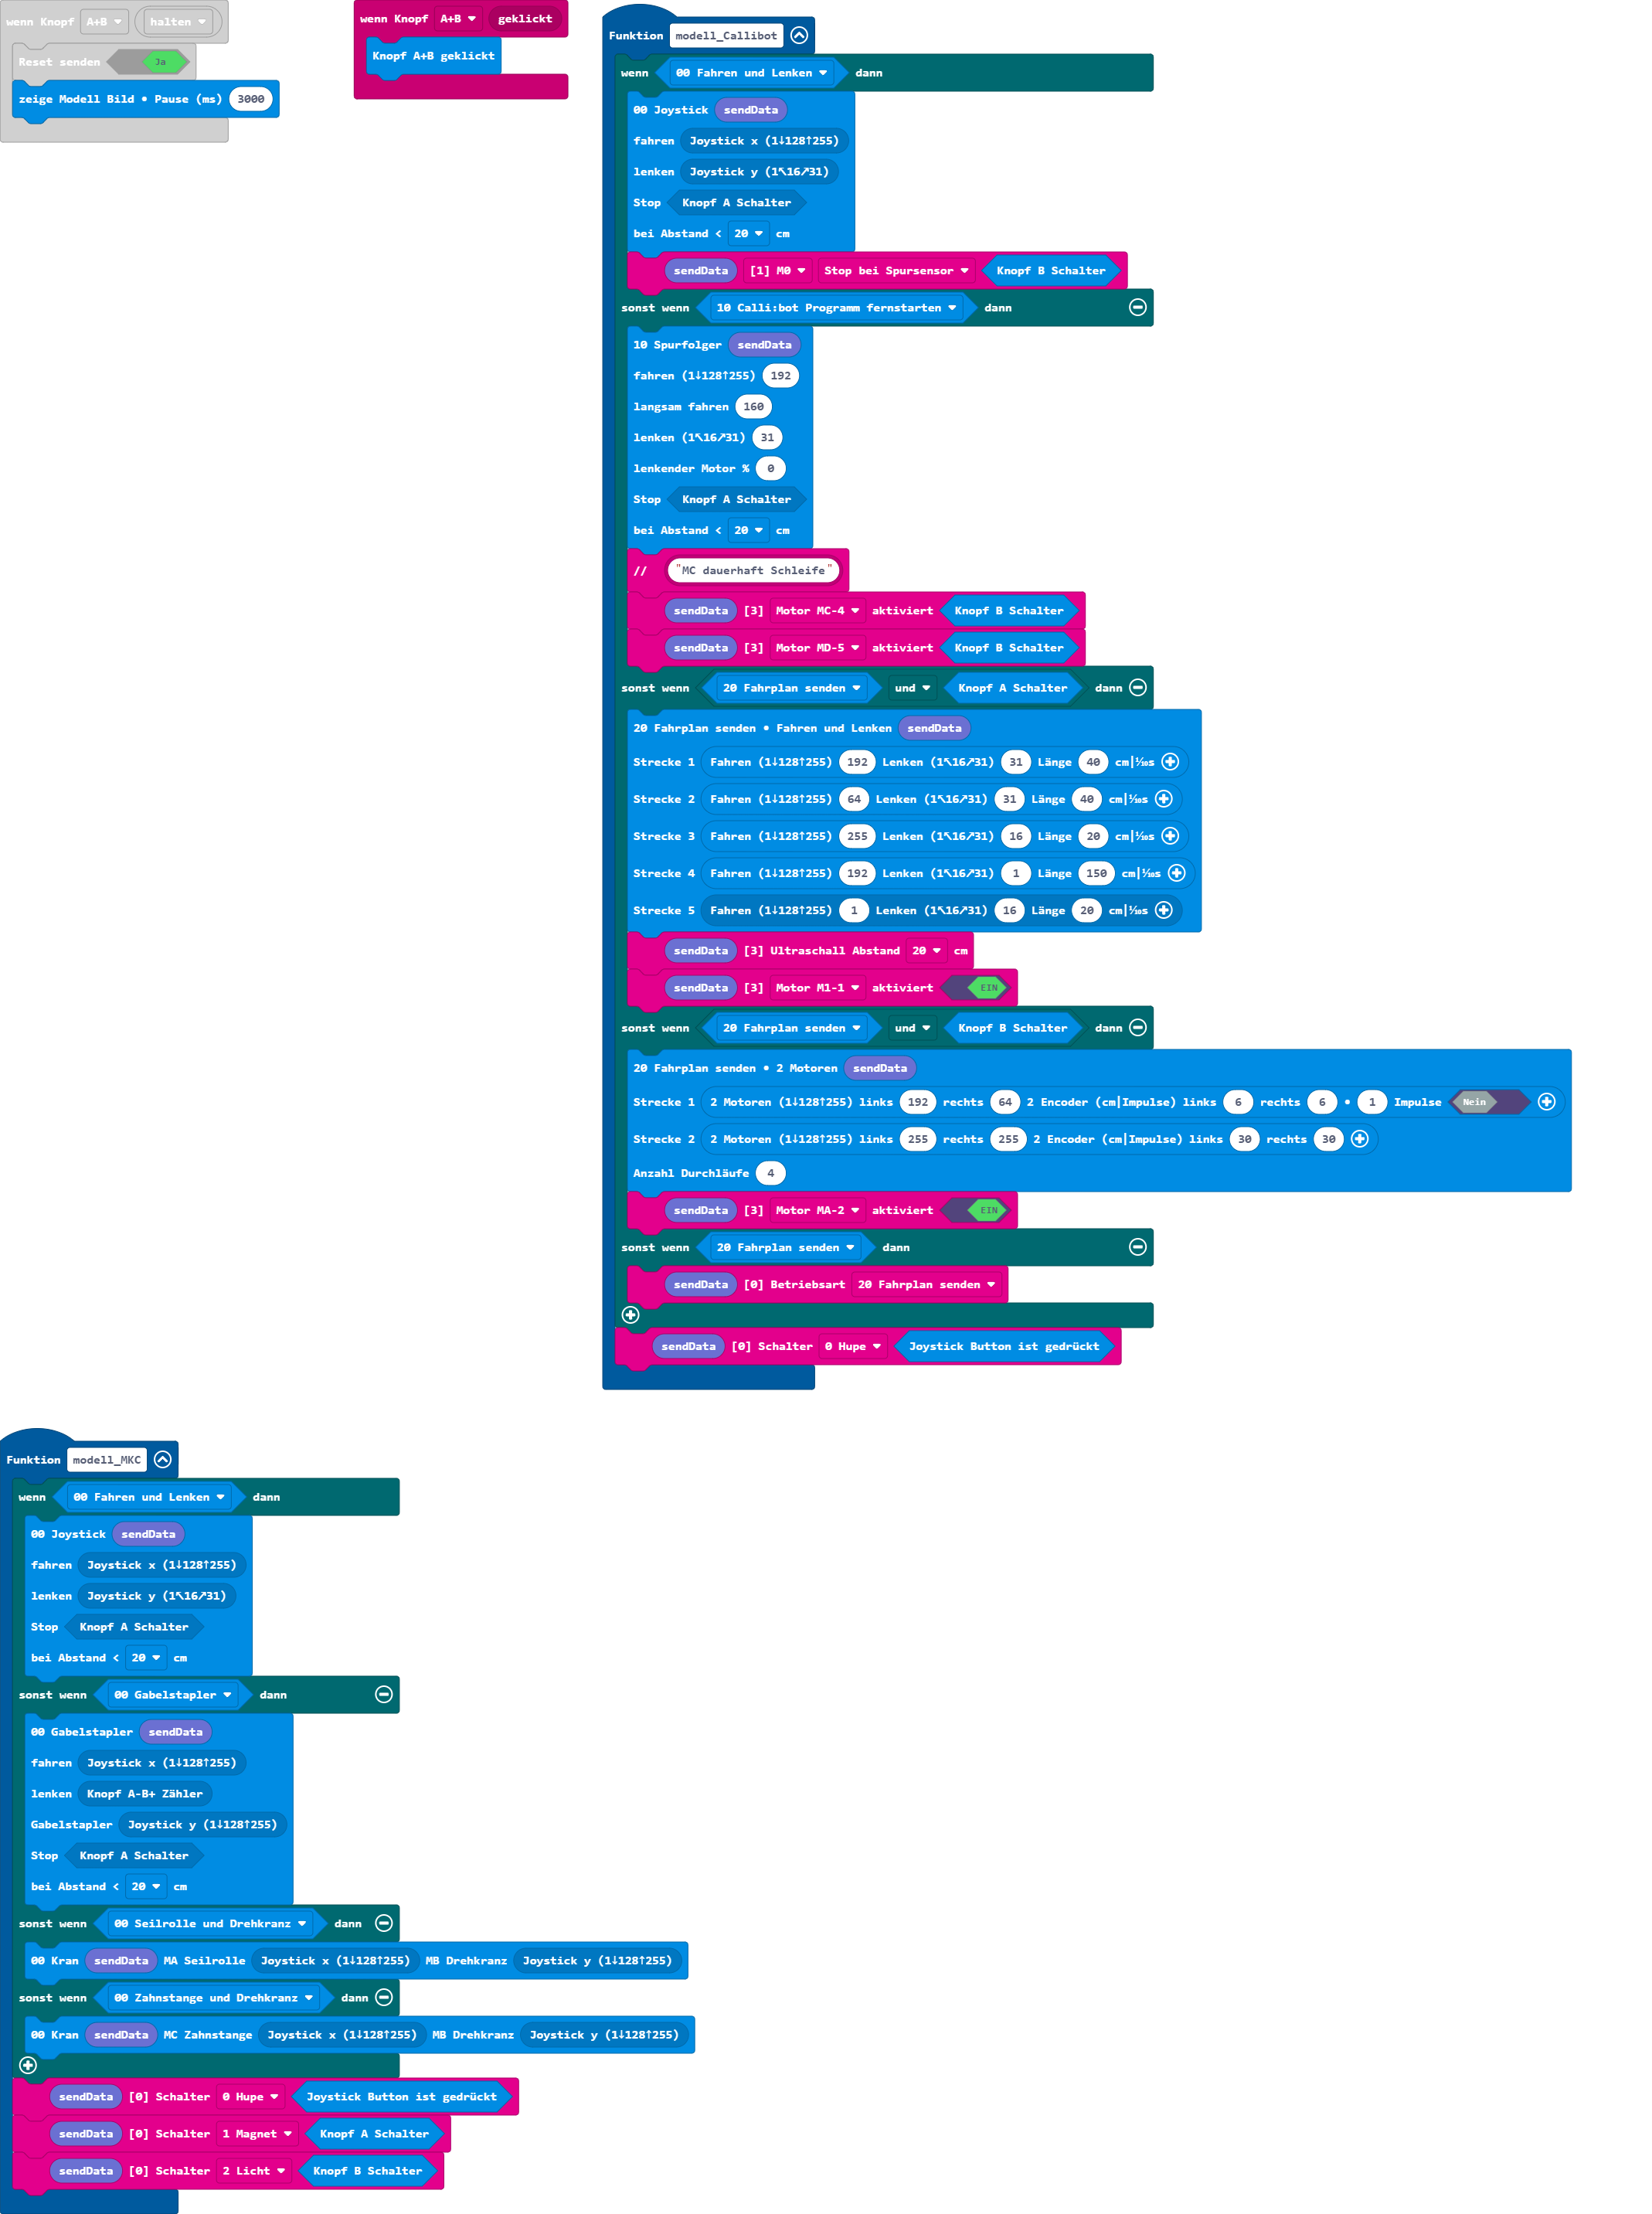 wenn Knopf A+B halten
Reset senden Ja
zeige Modell Bild • Pause (ms) 3000
wenn Knopf A+B geklickt
Knopf A+B geklickt
Funktion modell_Callibot
wenn 00 Fahren und Lenken dann
00 Joystick sendData
fahren Joystick x (1↓128↑255)
lenken Joystick y (1↖16↗31)
Stop Knopf A Schalter
bei Abstand < 20 cm
sendData [1] M0 Stop bei Spursensor Knopf B Schalter
sonst wenn 10 Calli:bot Programm fernstarten dann
10 Spurfolger sendData
fahren (1↓128↑255) 192
langsam fahren 160
lenken (1↖16↗31) 31
lenkender Motor % 0
Stop Knopf A Schalter
bei Abstand < 20 cm
// "MC dauerhaft Schleife"
sendData [3] Motor MC-4 aktiviert Knopf B Schalter
sendData [3] Motor MD-5 aktiviert Knopf B Schalter
sonst wenn 20 Fahrplan senden und Knopf A Schalter dann
20 Fahrplan senden • Fahren und Lenken sendData
Strecke 1 Fahren (1↓128↑255) 192 Lenken (1↖16↗31) 31 Länge 40 cm|⅒s
Strecke 2 Fahren (1↓128↑255) 64 Lenken (1↖16↗31) 31 Länge 40 cm|⅒s
Strecke 3 Fahren (1↓128↑255) 255 Lenken (1↖16↗31) 16 Länge 20 cm|⅒s
Strecke 4 Fahren (1↓128↑255) 192 Lenken (1↖16↗31) 1 Länge 150 cm|⅒s
Strecke 5 Fahren (1↓128↑255) 1 Lenken (1↖16↗31) 16 Länge 20 cm|⅒s
sendData [3] Ultraschall Abstand 20 cm
sendData [3] Motor M1-1 aktiviert EIN
sonst wenn 20 Fahrplan senden und Knopf B Schalter dann
20 Fahrplan senden • 2 Motoren sendData
Strecke 1 2 Motoren (1↓128↑255) links 192 rechts 64 2 Encoder (cm|Impulse) links 6 rechts 6 • 1 Impulse Nein
Strecke 2 2 Motoren (1↓128↑255) links 255 rechts 255 2 Encoder (cm|Impulse) links 30 rechts 30
Anzahl Durchläufe 4
sendData [3] Motor MA-2 aktiviert EIN
sonst wenn 20 Fahrplan senden dann
sendData [0] Betriebsart 20 Fahrplan senden
sendData [0] Schalter 0 Hupe Joystick Button ist gedrückt
Funktion modell_MKC
wenn 00 Fahren und Lenken dann
00 Joystick sendData
fahren Joystick x (1↓128↑255)
lenken Joystick y (1↖16↗31)
Stop Knopf A Schalter
bei Abstand < 20 cm
sonst wenn 00 Gabelstapler dann
00 Gabelstapler sendData
fahren Joystick x (1↓128↑255)
lenken Knopf A-B+ Zähler
Gabelstapler Joystick y (1↓128↑255)
Stop Knopf A Schalter
bei Abstand < 20 cm
sonst wenn 00 Seilrolle und Drehkranz dann
00 Kran sendData MA Seilrolle Joystick x (1↓128↑255) MB Drehkranz Joystick y (1↓128↑255)
sonst wenn 00 Zahnstange und Drehkranz dann
00 Kran sendData MC Zahnstange Joystick x (1↓128↑255) MB Drehkranz Joystick y (1↓128↑255)
sendData [0] Schalter 0 Hupe Joystick Button ist gedrückt
sendData [0] Schalter 1 Magnet Knopf A Schalter
sendData [0] Schalter 2 Licht Knopf B Schalter